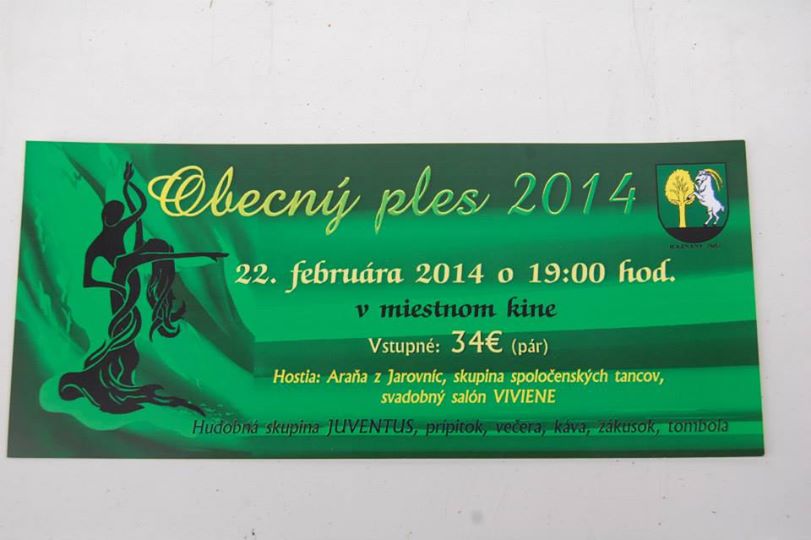 Obecný ples 2014
22. februára 2014 o 19:00 hod.
v miestnom kine
Vstupné: 34€ (pár)
Hostia: Araňa z Jarovníc, skupina spoločenských tancov,
svadobný salón VIVIENE
Hudobná skupina JUVENTUS, prípitok, večera, káva, zákusok, tombola